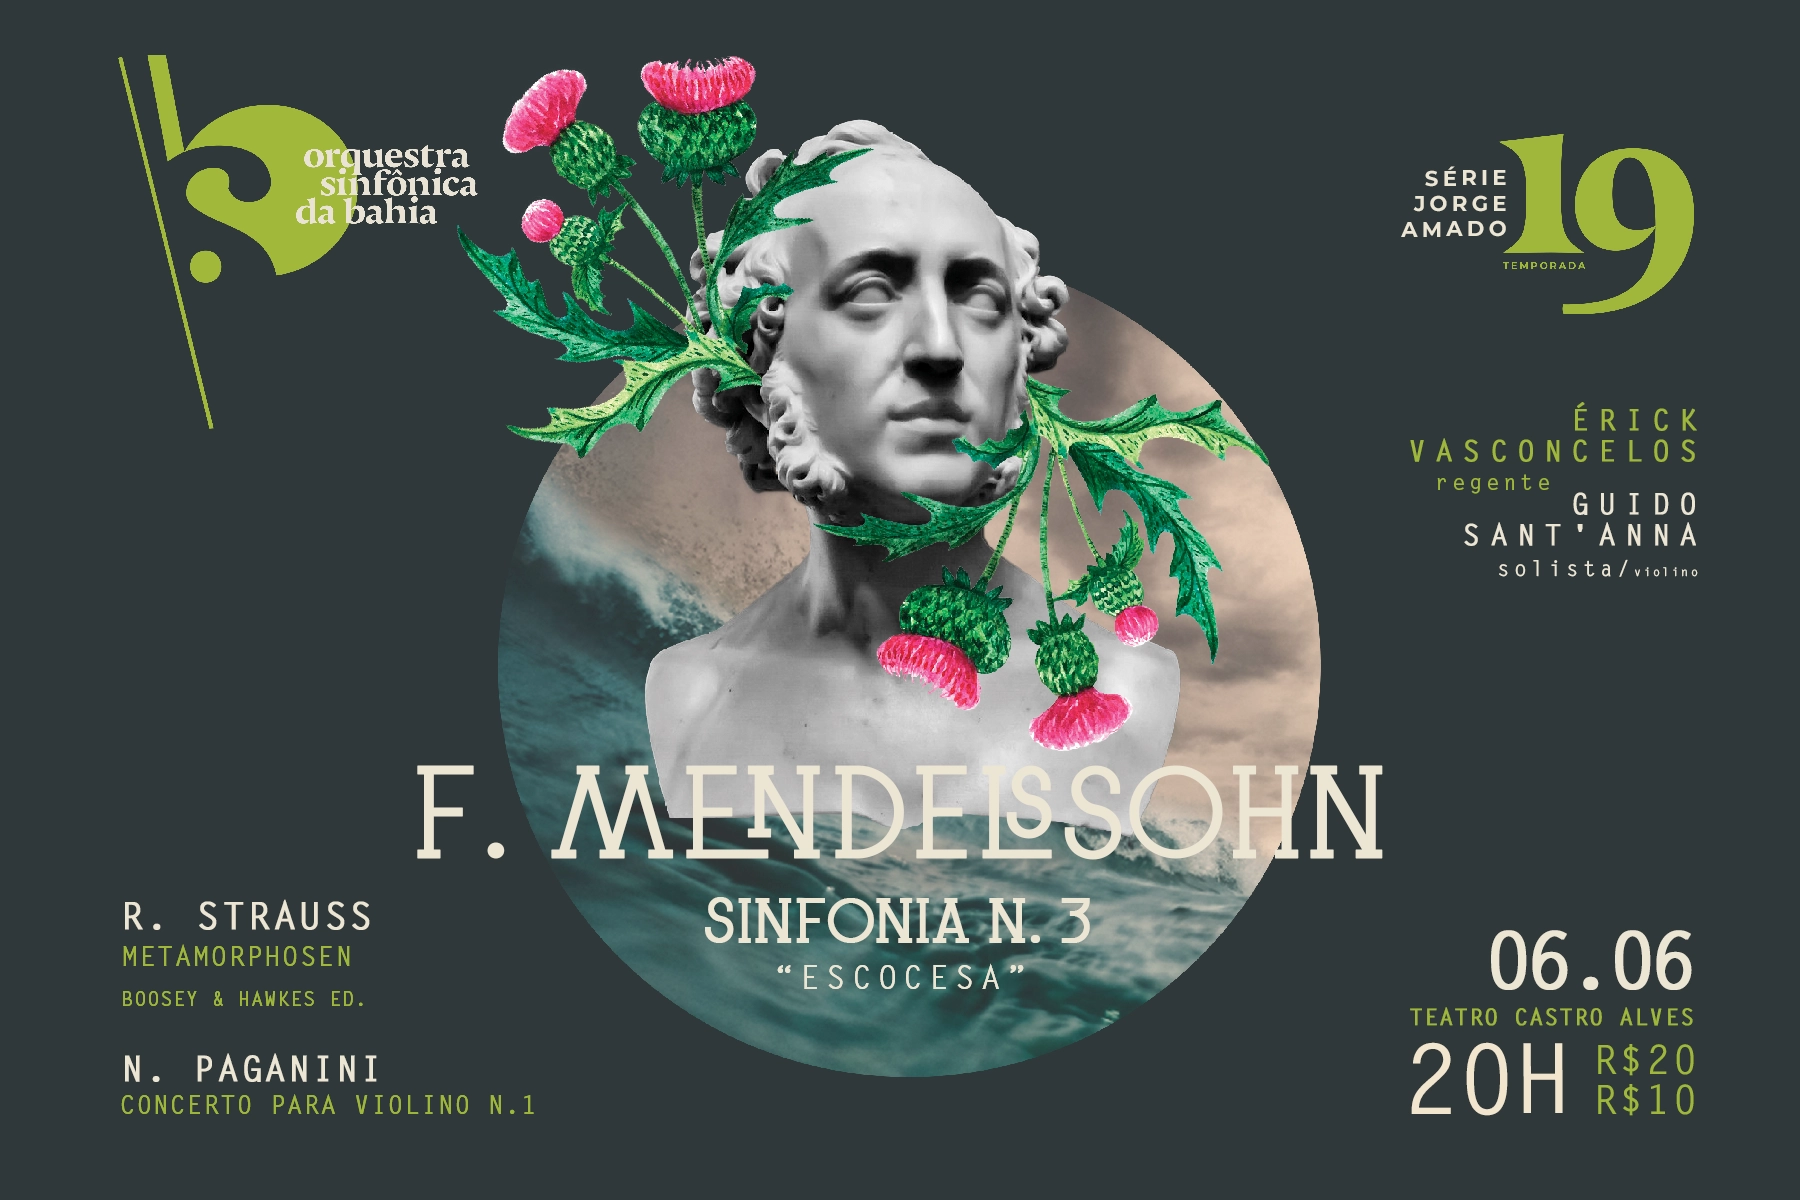 orquestra
sinfônica
da bahia
SÉRIE
JORGE
AMADO
19
TEMPORADA
ÉRICK
VASCONCELOS
regente
GUIDO
SANT'ANNA
solista/violino
F. MENDELSSOHN
SINFONIA N. 3
“ESCOCESA”
R. STRAUSS
METAMORPHOSEN
BOOSEY & HAWKES ED.
N. PAGANINI
CONCERTO PARA VIOLINO N.1
06.06
TEATRO CASTRO ALVES
20H
R$20
R$10